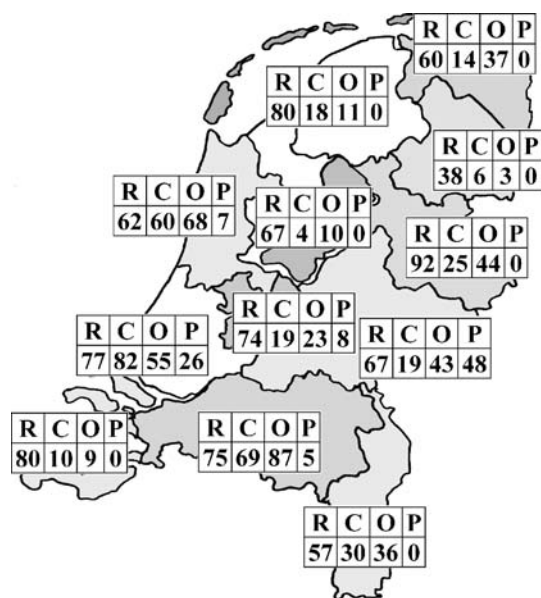 R C O P
60 14 37 0
R C O P
80 18 11 0
R C O P
38 6 3 0
R C O P
62 60 68 7
R C O P
67 4 10 0
R C O P
92 25 44 0
R C O P
74 19 23 8
R C O P
77 82 55 26
R C O P
67 19 43 48
R C O P
80 10 9 0
R C O P
75 69 87 5
R C O P
57 30 36 0